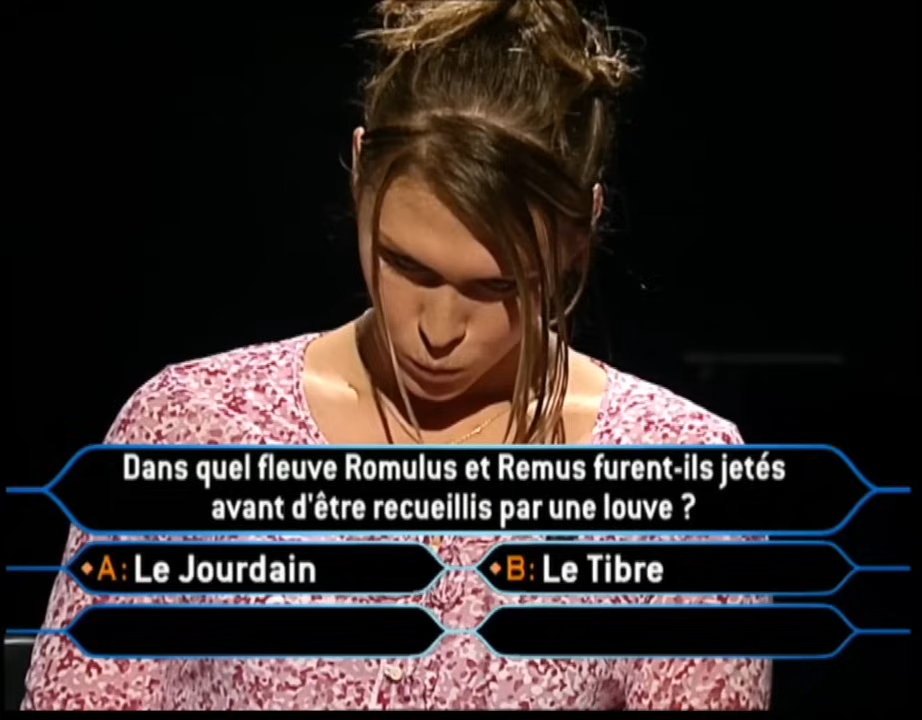 Dans quel fleuve Romulus et Remus furent-ils jetés
avant d'être recueillis par une louve ?
A: Le Jourdain
B: Le Tibre